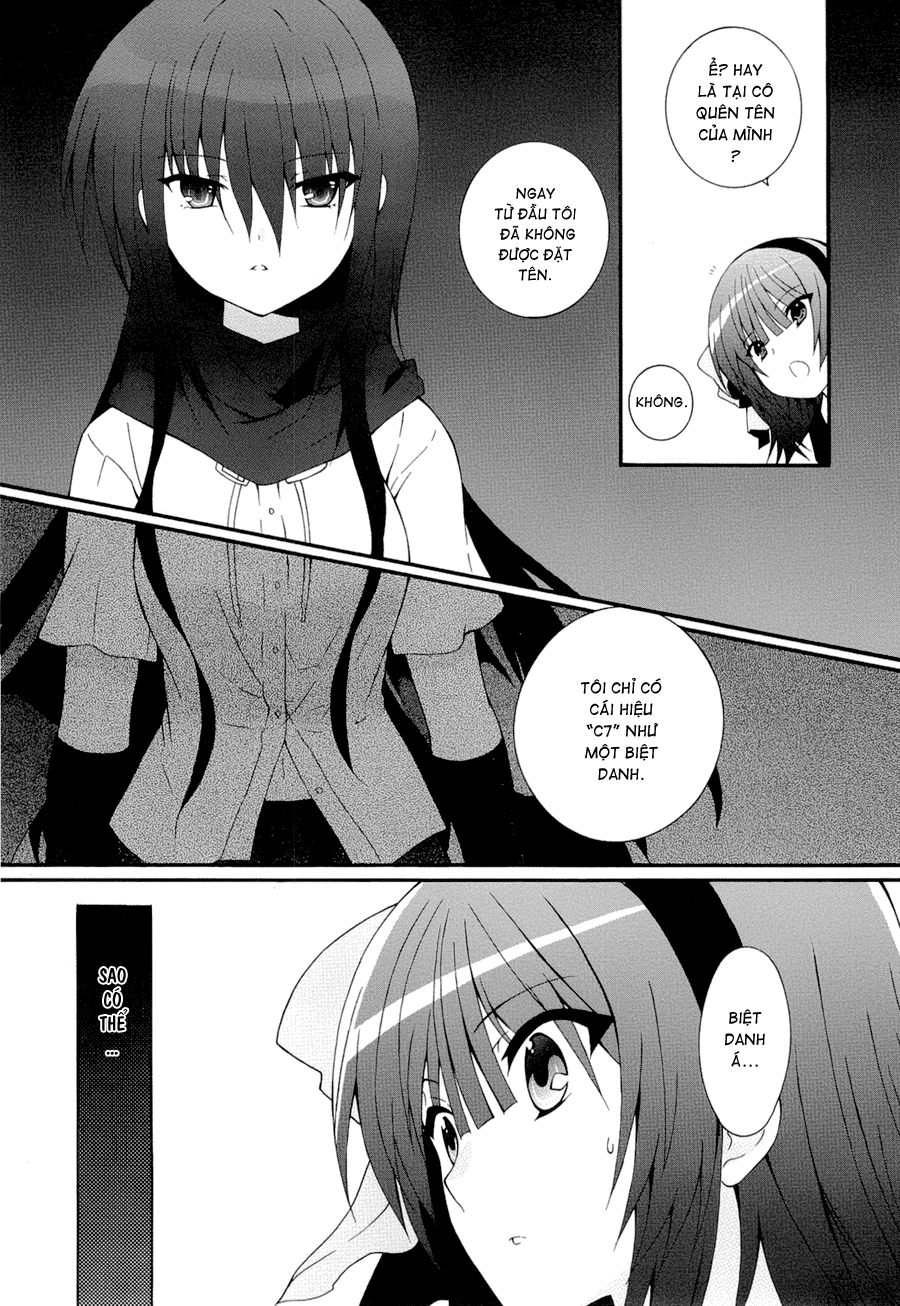 Ể? HAY
LÀ TẠI CÔ
QUÊN TÊN
CỦA MÌNH
?
KHÔNG.
NGAY
TỪ ĐẦU TÔI
ĐÃ KHÔNG
ĐƯỢC ĐẶT
TÊN.
TÔI CHỈ CÓ
CÁI HIỆU
“C7” NHƯ
MỘT BIỆT
DANH.
BIỆT
DANH
Á...
SAO
CÓ
THỂ
...